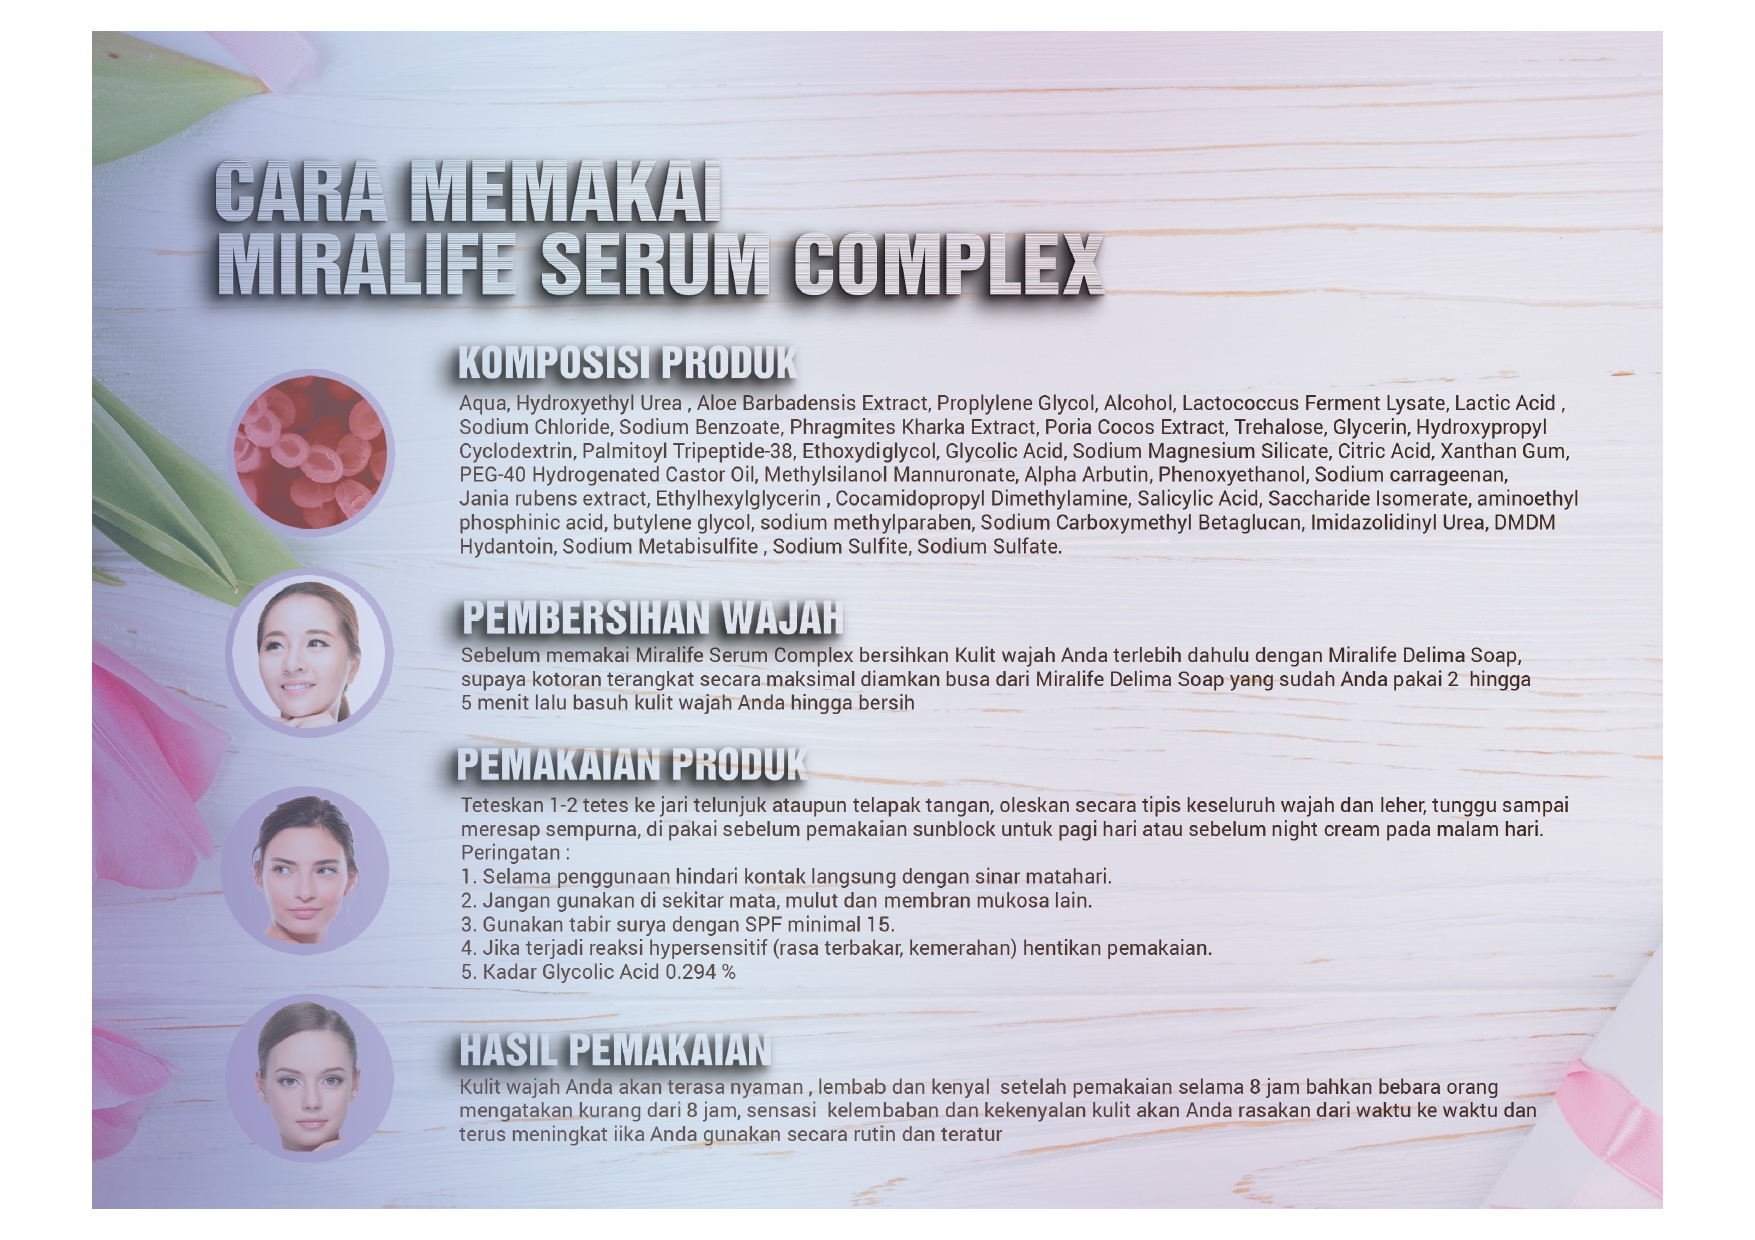 CARA MEMAKAI
MIRALIFE SERUM COMPLEX
KOMPOSISI PRODUK
Aqua, Hydroxyethyl Urea , Aloe Barbadensis Extract, Proplylene Glycol, Alcohol, Lactococcus Ferment Lysate, Lactic Acid ,
Sodium Chloride, Sodium Benzoate, Phragmites Kharka Extract, Poria Cocos Extract, Trehalose, Glycerin, Hydroxypropyl
Cyclodextrin, Palmitoyl Tripeptide-38, Ethoxydiglycol, Glycolic Acid, Sodium Magnesium Silicate, Citric Acid, Xanthan Gum,
PEG-40 Hydrogenated Castor Oil, Methylsilanol Mannuronate, Alpha Arbutin, Phenoxyethanol, Sodium carrageenan,
Jania rubens extract, Ethylhexylglycerin , Cocamidopropyl Dimethylamine, Salicylic Acid, Saccharide Isomerate, aminoethyl
phosphinic acid, butylene glycol, sodium methylparaben, Sodium Carboxymethyl Betaglucan, Imidazolidinyl Urea, DMDM
Hydantoin, Sodium Metabisulfite , Sodium Sulfite, Sodium Sulfate.
PEMBERSIHAN WAJAH
Sebelum memakai Miralife Serum Complex bersihkan Kulit wajah Anda terlebih dahulu dengan Miralife Delima Soap,
supaya kotoran terangkat secara maksimal diamkan busa dari Miralife Delima Soap yang sudah Anda pakai 2  hingga
5 menit lalu basuh kulit wajah Anda hingga bersih
PEMAKAIAN PRODUK
Teteskan 1-2 tetes ke jari telunjuk ataupun telapak tangan, oleskan secara tipis keseluruh wajah dan leher, tunggu sampai
meresap sempurna, di pakai sebelum pemakaian sunblock untuk pagi hari atau sebelum night cream pada malam hari.
Peringatan :
1. Selama penggunaan hindari kontak langsung dengan sinar matahari.
2. Jangan gunakan di sekitar mata, mulut dan membran mukosa lain.
3. Gunakan tabir surya dengan SPF minimal 15.
4. Jika terjadi reaksi hypersensitif (rasa terbakar, kemerahan) hentikan pemakaian.
5. Kadar Glycolic Acid 0.294 %
HASIL PEMAKAIAN
Kulit wajah Anda akan terasa nyaman , lembab dan kenyal  setelah pemakaian selama 8 jam bahkan bebara orang
mengatakan kurang dari 8 jam, sensasi  kelembaban dan kekenyalan kulit akan Anda rasakan dari waktu ke waktu dan
terus meningkat iika Anda gunakan secara rutin dan teratur